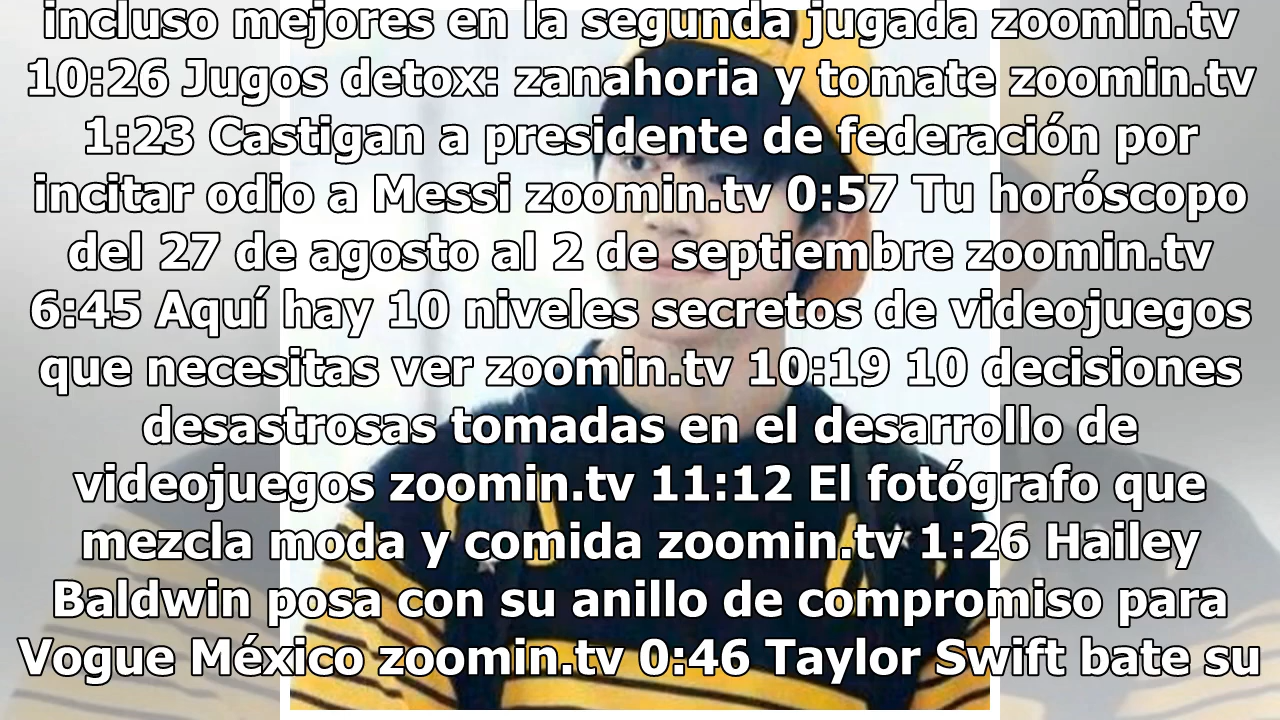 incluso mejores en la segunda jugada zoomin.tv
10:26 Jugos detox: zanahoria y tomate zoomin.tv
1:23 Castigan a presidente de federación por
incitar odio a Messi zoomin.tv 0:57 Tu horóscopo
del 27 de agosto al 2 de septiembre zoomin.tv
6:45 Aquí hay 10 niveles secretos de videojuegos
que necesitas ver zoomin.tv 10:19 10 decisiones
desastrosas tomadas en el desarrollo de
videojuegos zoomin.tv 11:12 El fotógrafo que
mezcla moda y comida zoomin.tv 1:26 Hailey
Baldwin posa con su anillo de compromiso para
Vogue México zoomin.tv 0:46 Taylor Swift bate su